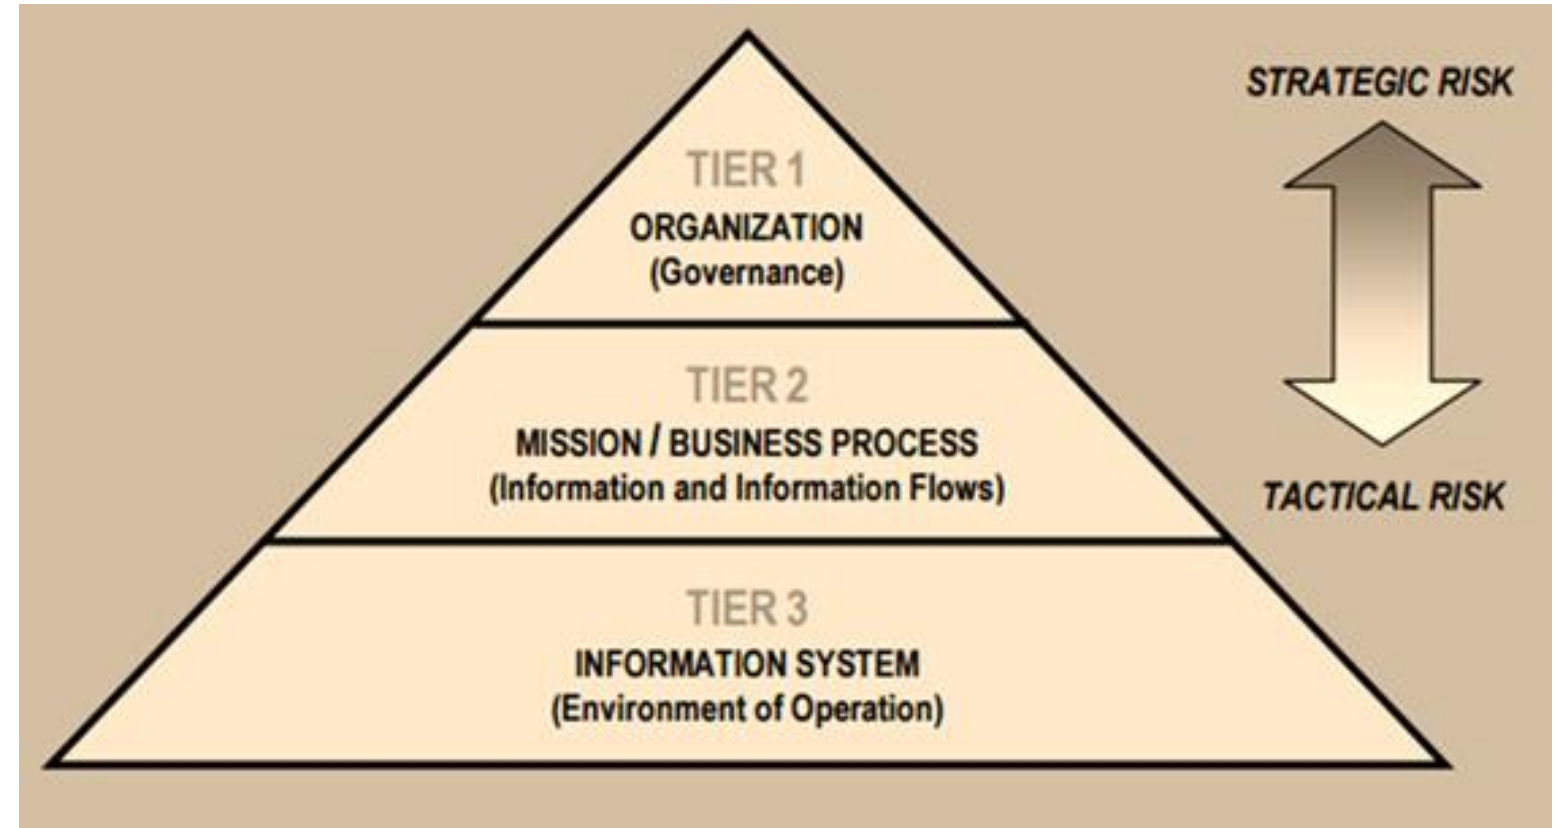 TIER 1
ORGANIZATION
(Governance)
TIER 2
MISSION / BUSINESS PROCESS
(Information and Information Flows)
TIER 3
INFORMATION SYSTEM
(Environment of Operation)
STRATEGIC RISK
TACTICAL RISK